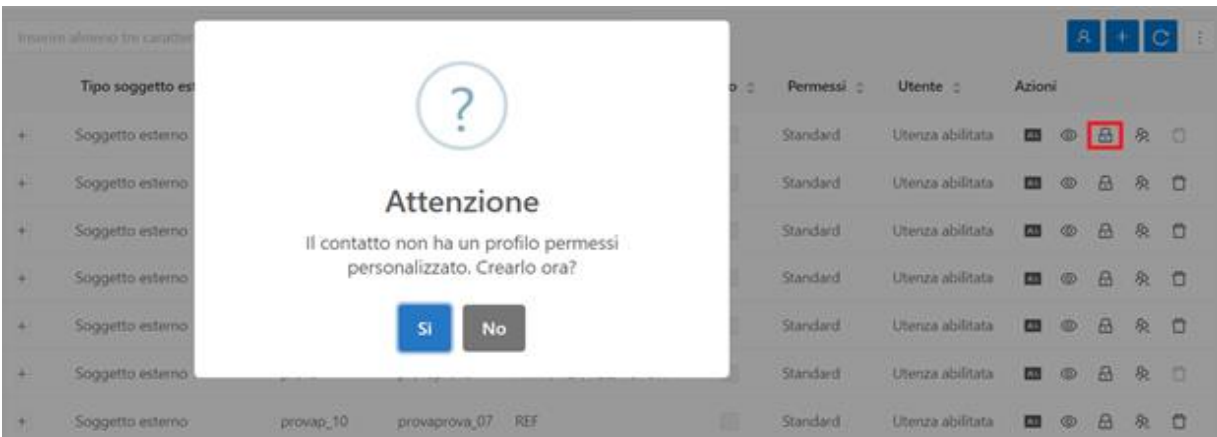 Inserim almeno tre caratter
Tipo soggetto est
o Permessi Utente Azioni
+ Soggetto esterno Standard Utenza abilitata
+ Soggetto esterno Standard Utenza abilitata
+ Soggetto esterno Standard Utenza abilitata
+ Soggetto esterno Standard Utenza abilitata
+ Soggetto esterno Standard Utenza abilitata
+ Soggetto esterno Standard Utenza abilitata
+ Soggetto esterno provap_10 provaprova_07 REF Standard Utenza abilitata
?
Attenzione
Il contatto non ha un profilo permessi
personalizzato. Crearlo ora?
Si No